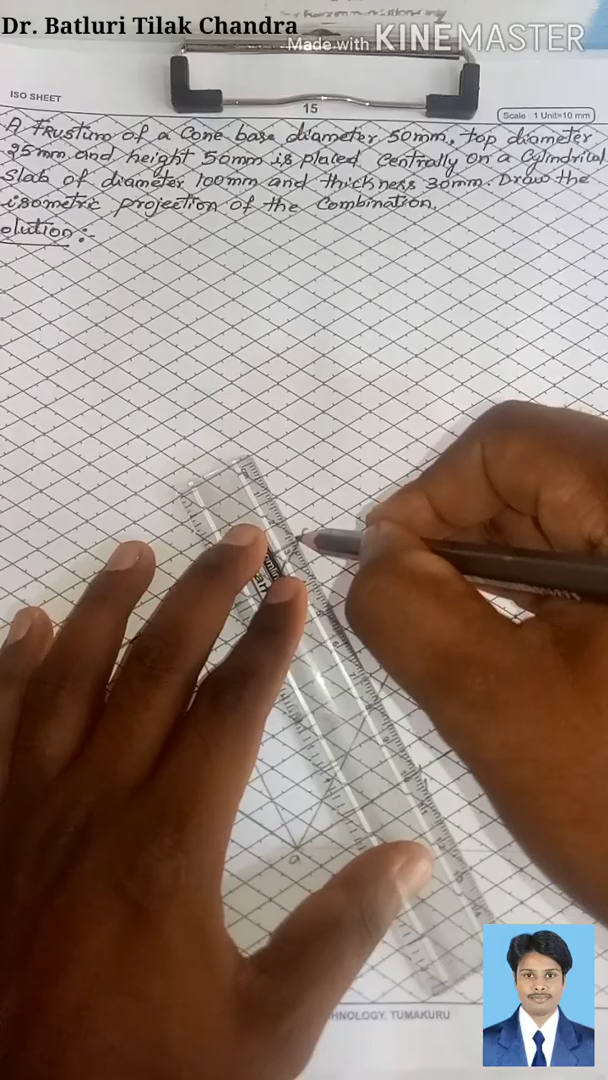 Dr. Batluri Tilak Chandra
Made with KINEMASTER
ISO SHEET
15
Scale : 1 Unit=10 mm
A Frustum of a Cone base diameter 50mm, top diameter
25mm and height 50mm is placed Centrally on a Cylindrical
Slab of diameter 100mm and thickness 30mm. Draw the
isometric projection of the Combination.
olution:-
a
HNOLOGY, TUMAKURU